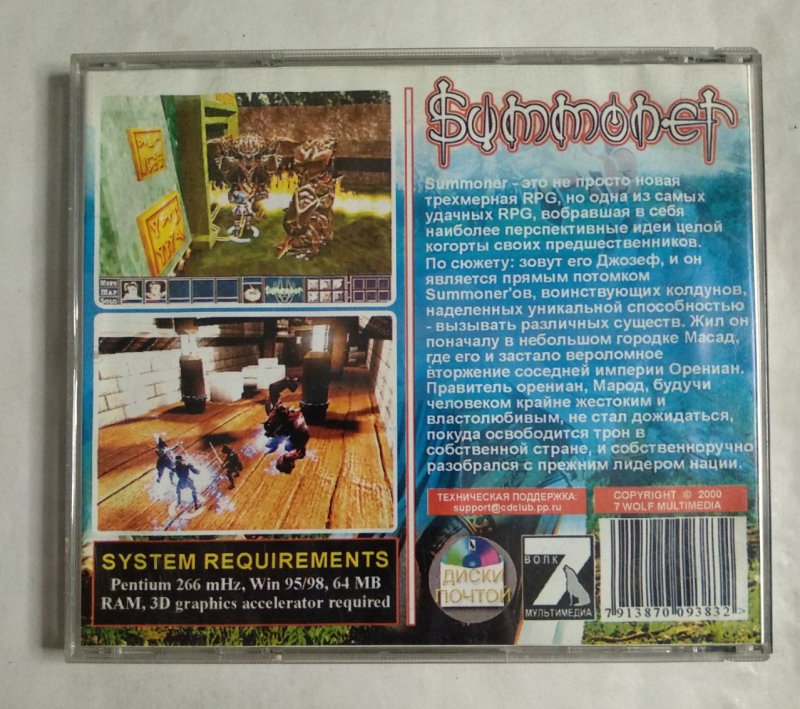 Summoner
Summoner - это не просто новая
трехмерная RPG, но одна из самых
удачных RPG, вобравшая в себя
наиболее перспективные идеи целой
когорты своих предшественников.
По сюжету: зовут его Джозеф, и он
является прямым потомком
Summoner'ов, воинствующих колдунов,
наделенных уникальной способностью
- вызывать различных существ. Жил он
поначалу в небольшом городке Масад,
где его и застало вероломное
вторжение соседней империи Орениан.
Правитель орениан, Марод, будучи
человеком крайне жестоким и
властолюбивым, не стал дожидаться,
покуда освободится трон в
собственной стране, и собственноручно
разобрался с прежним лидером нации.
ТЕХНИЧЕСКАЯ ПОДДЕРЖКА:
support@cdclub.pp.ru
COPYRIGHT © 2000
7 WOLF MULTIMEDIA
SYSTEM REQUIREMENTS
Pentium 266 mHz, Win 95/98, 64 MB
RAM, 3D graphics accelerator required
ДИСКИ
ПОЧТОЙ
7
ВОЛК
МУЛЬТИМЕДИА
7 913870 093832 >